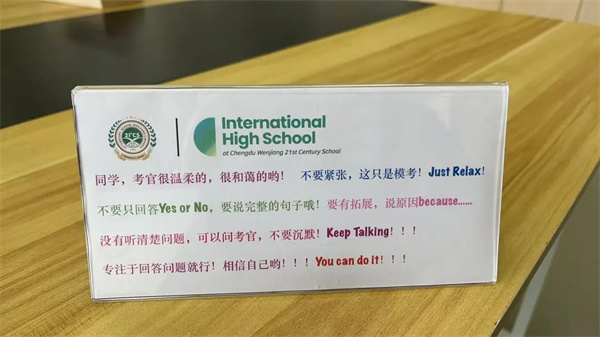 International
High School
at Chengdu Wenjiang 21st Century School
同学，考官很温柔的，很和蔼的哟！ 不要紧张，这只是模考！Just Relax!
不要只回答Yes or No，要说完整的句子哦！要有拓展，说原因because......
没有听清楚问题，可以问考官，不要沉默！Keep Talking！！！
专注于回答问题就行！相信自己哟！！！You can do it！！！